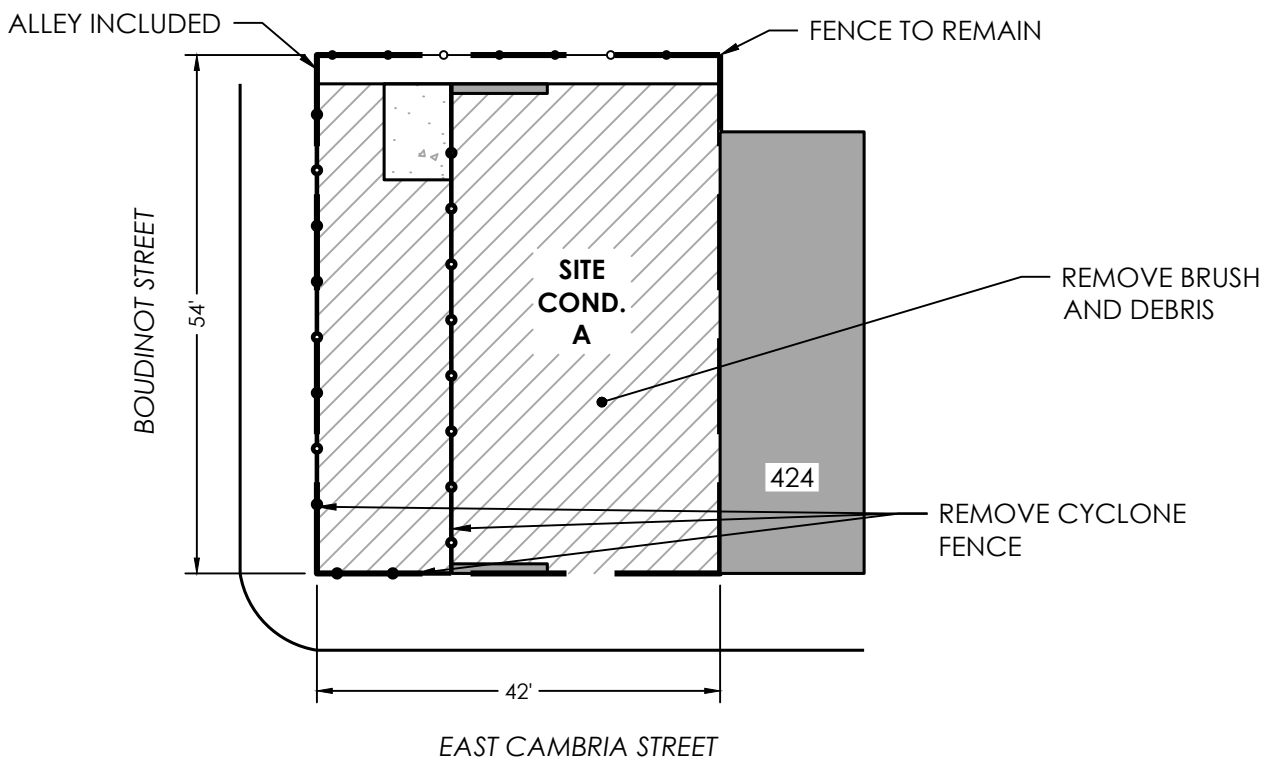 ALLEY INCLUDED
FENCE TO REMAIN
BOUDINOT STREET
54'
SITE
COND.
A
REMOVE BRUSH
AND DEBRIS
424
REMOVE CYCLONE
FENCE
42'
EAST CAMBRIA STREET